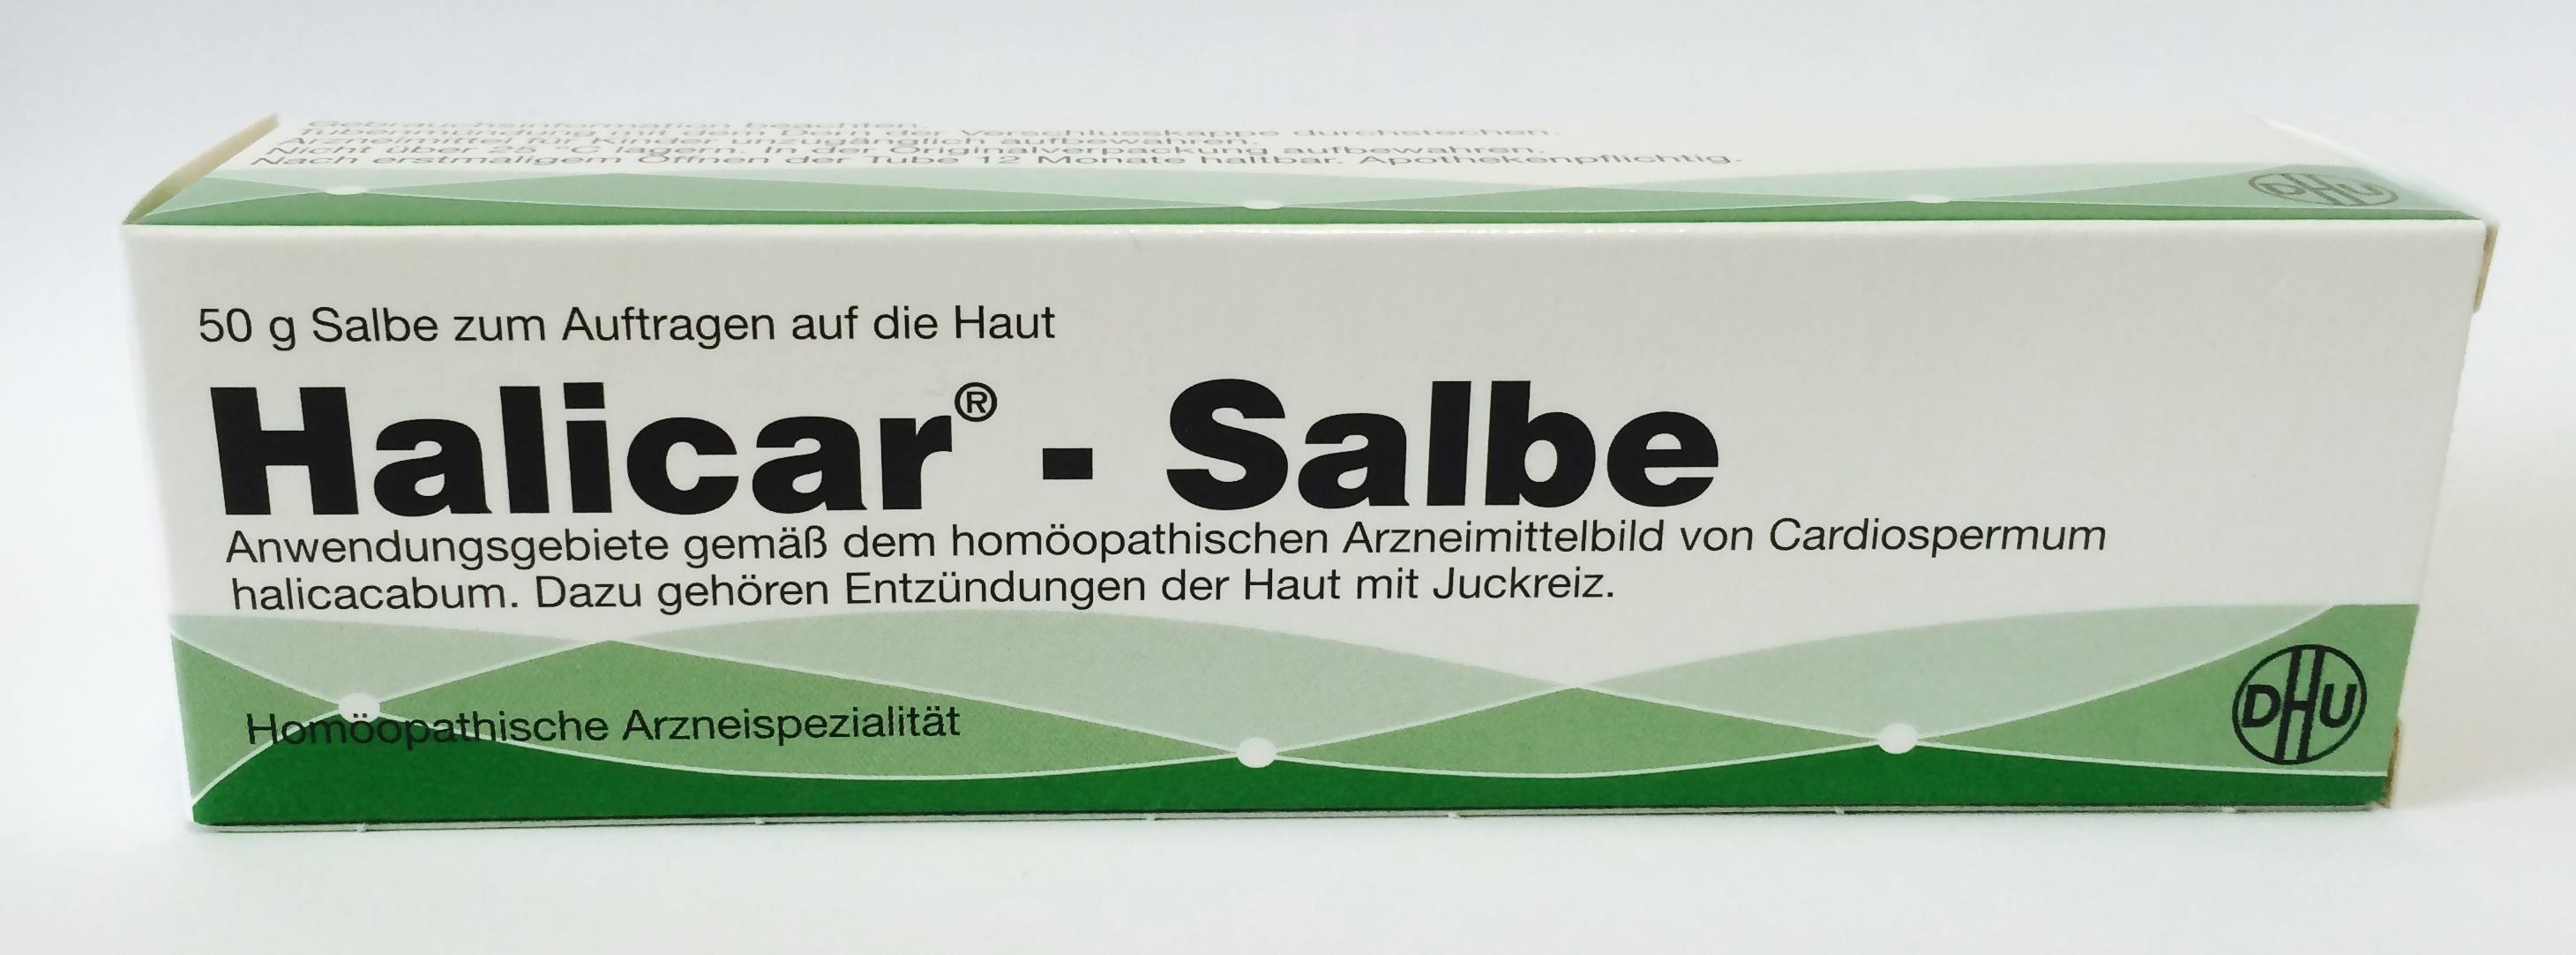 Gebrauchsinformation beachten.
Tubenmündung mit dem Dorn der Verschlusskappe durchstechen.
Arzneimittel für Kinder unzugänglich aufbewahren.
Nicht über 25 °C lagern. In der Originalverpackung aufbewahren.
Nach erstmaligem Öffnen der Tube 12 Monate haltbar. Apothekenpflichtig.
DHU
50 g Salbe zum Auftragen auf die Haut
Halicar® - Salbe
Anwendungsgebiete gemäß dem homöopathischen Arzneimittelbild von Cardiospermum
halicacabum. Dazu gehören Entzündungen der Haut mit Juckreiz.
Homöopathische Arzneispezialität
DHU